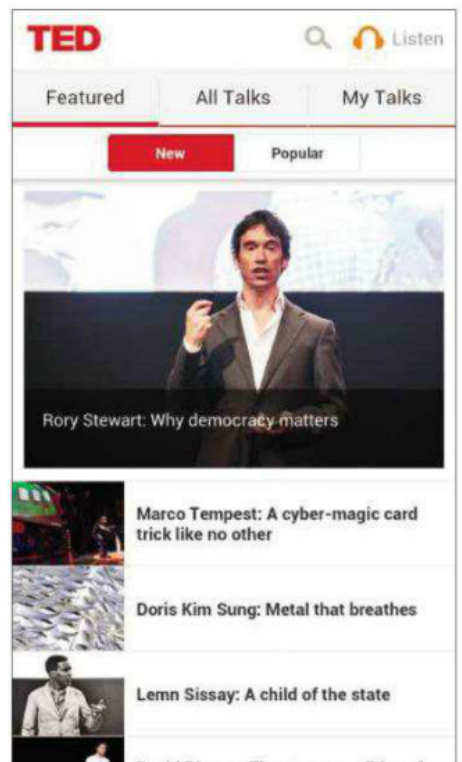 TED
Listen
Featured
All Talks
My Talks
New
Popular
Rory Stewart: Why democracy matters
Marco Tempest: A cyber-magic card
trick like no other
Doris Kim Sung: Metal that breathes
Lemn Sissay: A child of the state